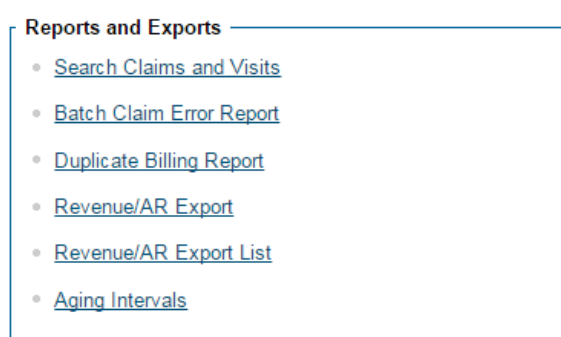 Reports and Exports
Search Claims and Visits
Batch Claim Error Report
Duplicate Billing Report
Revenue/AR Export
Revenue/AR Export List
Aging Intervals